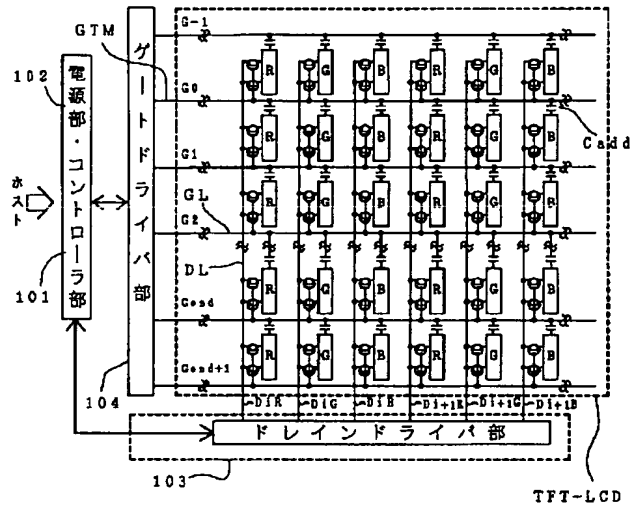 GTM
102
ホスト
電源部・コントローラ部
101
ゲートドライバ部
104
G-1
G0
G1
G2
GL
DL
Gend
Gend+1
R G B R G B
R G B R G B
R G B R G B
R G B R G B
R G B R G B
Cadd
DiR DiG DiB Di+1R Di+1G Di+1B
ドレインドライバ部
103
TFT-LCD